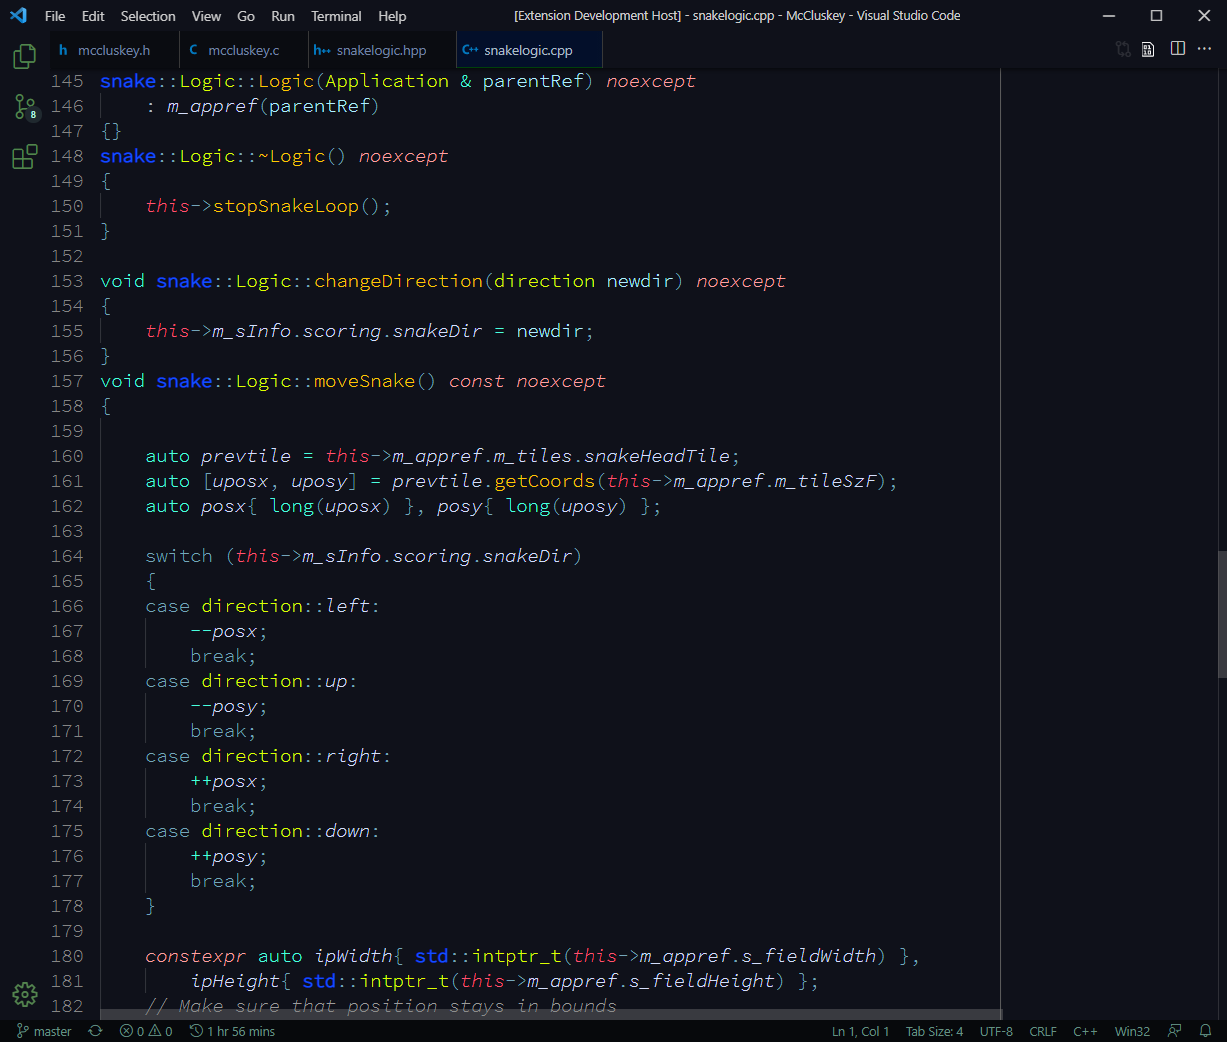 File Edit Selection View Go Run Terminal Help [Extension Development Host] - snakelogic.cpp - McCluskey - Visual Studio Code
h mccluskey.h C mccluskey.c h++ snakelogic.hpp C++ snakelogic.cpp
145 snake::Logic::Logic(Application & parentRef) noexcept
146 : m_appref(parentRef)
147 {}
148 snake::Logic::~Logic() noexcept
149 {
150 this->stopSnakeLoop();
151 }
152
153 void snake::Logic::changeDirection(direction newdir) noexcept
154 {
155 this->m_sInfo.scoring.snakeDir = newdir;
156 }
157 void snake::Logic::moveSnake() const noexcept
158 {
159
160 auto prevtile = this->m_appref.m_tiles.snakeHeadTile;
161 auto [uposx, uposy] = prevtile.getCoords(this->m_appref.m_tileSzF);
162 auto posx{ long(uposx) }, posy{ long(uposy) };
163
164 switch (this->m_sInfo.scoring.snakeDir)
165 {
166 case direction::left:
167 --posx;
168 break;
169 case direction::up:
170 --posy;
171 break;
172 case direction::right:
173 ++posx;
174 break;
175 case direction::down:
176 ++posy;
177 break;
178 }
179
180 constexpr auto ipWidth{ std::intptr_t(this->m_appref.s_fieldWidth) },
181 ipHeight{ std::intptr_t(this->m_appref.s_fieldHeight) };
182 // Make sure that position stays in bounds
8
master 0 0 1 hr 56 mins Ln 1, Col 1 Tab Size: 4 UTF-8 CRLF C++ Win32